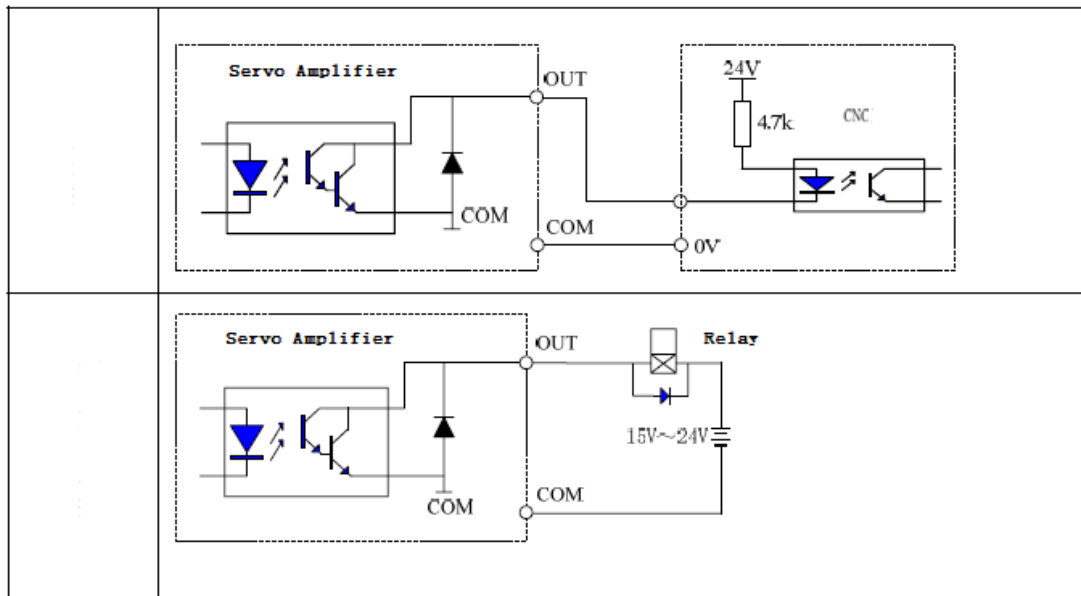 Servo Amplifier
OUT
24V
4.7k
CNC
COM
COM
0V
Servo Amplifier
OUT
Relay
15V～24V
COM
COM